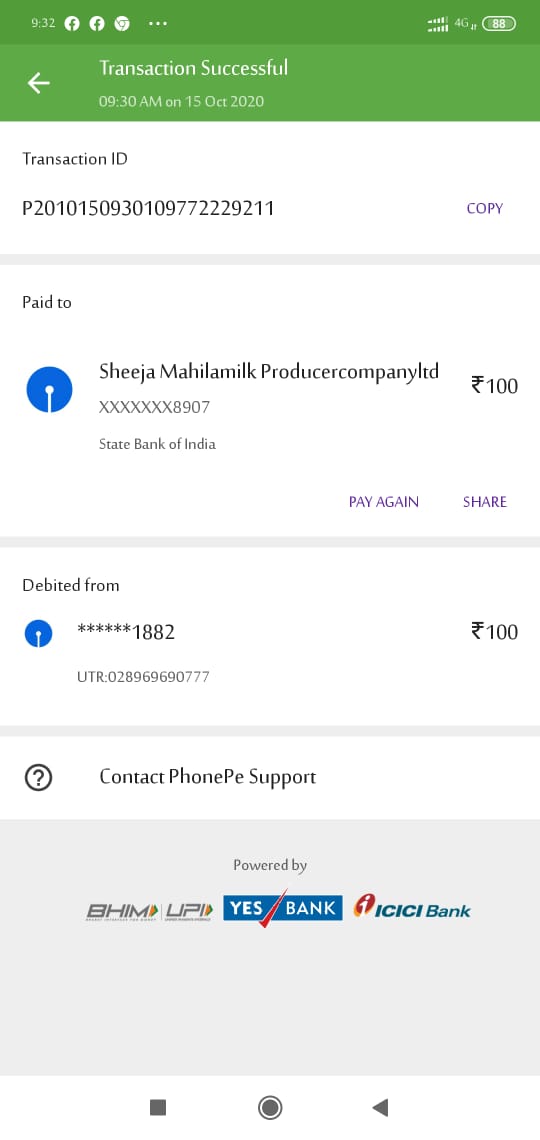 9:32 ... 4G 88
Transaction Successful
09:30 AM on 15 Oct 2020
Transaction ID
P2010150930109772229211 COPY
Paid to
Sheeja Mahilamilk Producercompanyltd ₹100
XXXXXXX8907
State Bank of India
PAY AGAIN SHARE
Debited from
******1882 ₹100
UTR:028969690777
Contact PhonePe Support
Powered by
BHIM UPI YES BANK ICICI Bank